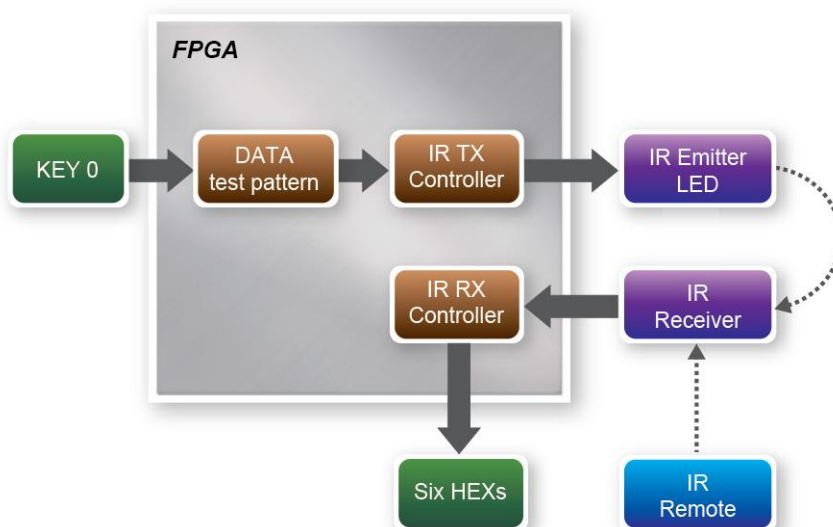 FPGA
KEY 0
DATA
test pattern
IR TX
Controller
IR Emitter
LED
IR RX
Controller
IR
Receiver
Six HEXs
IR
Remote